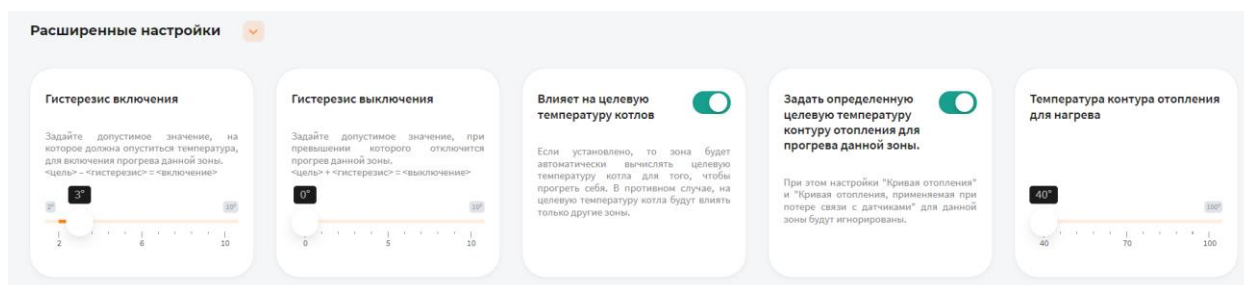 Расширенные настройки
Гистерезис включения
Задайте допустимое значение, на
которое должна опуститься температура,
для включения прогрева данной зоны.
<цель> – <гистерезис> = <включение>
3°
2°
10°
2
6
10
Гистерезис выключения
Задайте допустимое значение, при
превышении которого отключится
прогрев данной зоны.
<цель> + <гистерезис> = <выключение>
0°
10°
0
5
10
Влияет на целевую
температуру котлов
Если установлено, то зона будет
автоматически вычислять целевую
температуру котла для того, чтобы
прогреть себя. В противном случае, на
целевую температуру котла будут влиять
только другие зоны.
Задать определенную
целевую температуру
контуру отопления для
прогрева данной зоны.
При этом настройки "Кривая отопления"
и "Кривая отопления, применяемая при
потере связи с датчиками" для данной
зоны будут игнорированы.
Температура контура отопления
для нагрева
40°
100°
40
70
100